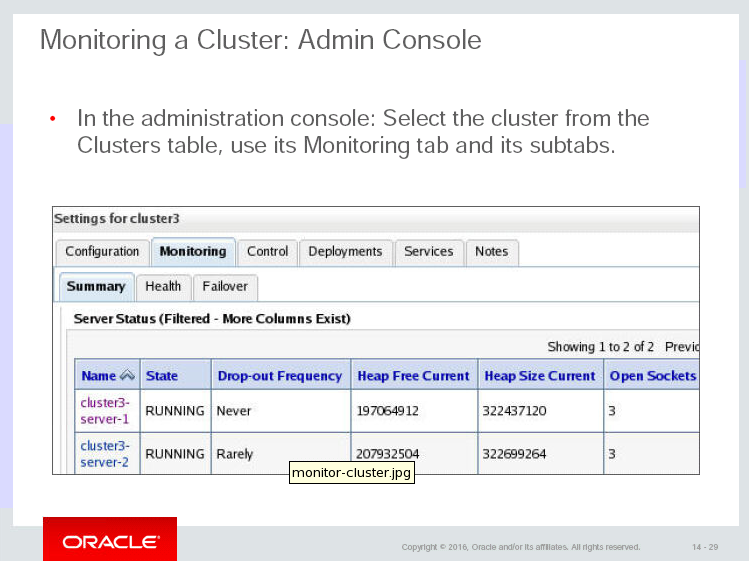 Monitoring a Cluster: Admin Console
• In the administration console: Select the cluster from the
Clusters table, use its Monitoring tab and its subtabs.
Settings for cluster3
Configuration Monitoring Control Deployments Services Notes
Summary Health Failover
Server Status (Filtered - More Columns Exist)
Showing 1 to 2 of 2 Previo
Name State Drop-out Frequency Heap Free Current Heap Size Current Open Sockets
cluster3-
server-1 RUNNING Never 197064912 322437120 3
cluster3-
server-2 RUNNING Rarely 207932504 322699264 3
monitor-cluster.jpg
ORACLE®
Copyright © 2016, Oracle and/or its affiliates. All rights reserved. 14 - 29